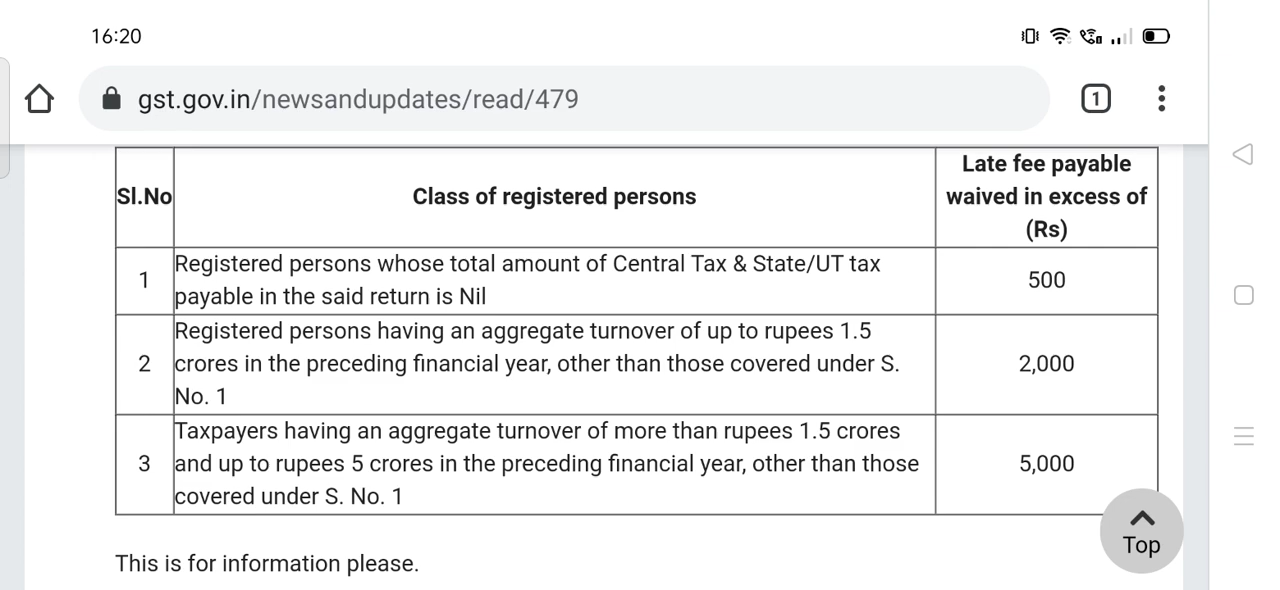 16:20
gst.gov.in/newsandupdates/read/479
1
Sl.No
Class of registered persons
Late fee payable
waived in excess of
(Rs)
1
Registered persons whose total amount of Central Tax & State/UT tax
payable in the said return is Nil
500
2
Registered persons having an aggregate turnover of up to rupees 1.5
crores in the preceding financial year, other than those covered under S.
No. 1
2,000
3
Taxpayers having an aggregate turnover of more than rupees 1.5 crores
and up to rupees 5 crores in the preceding financial year, other than those
covered under S. No. 1
5,000
Top
This is for information please.